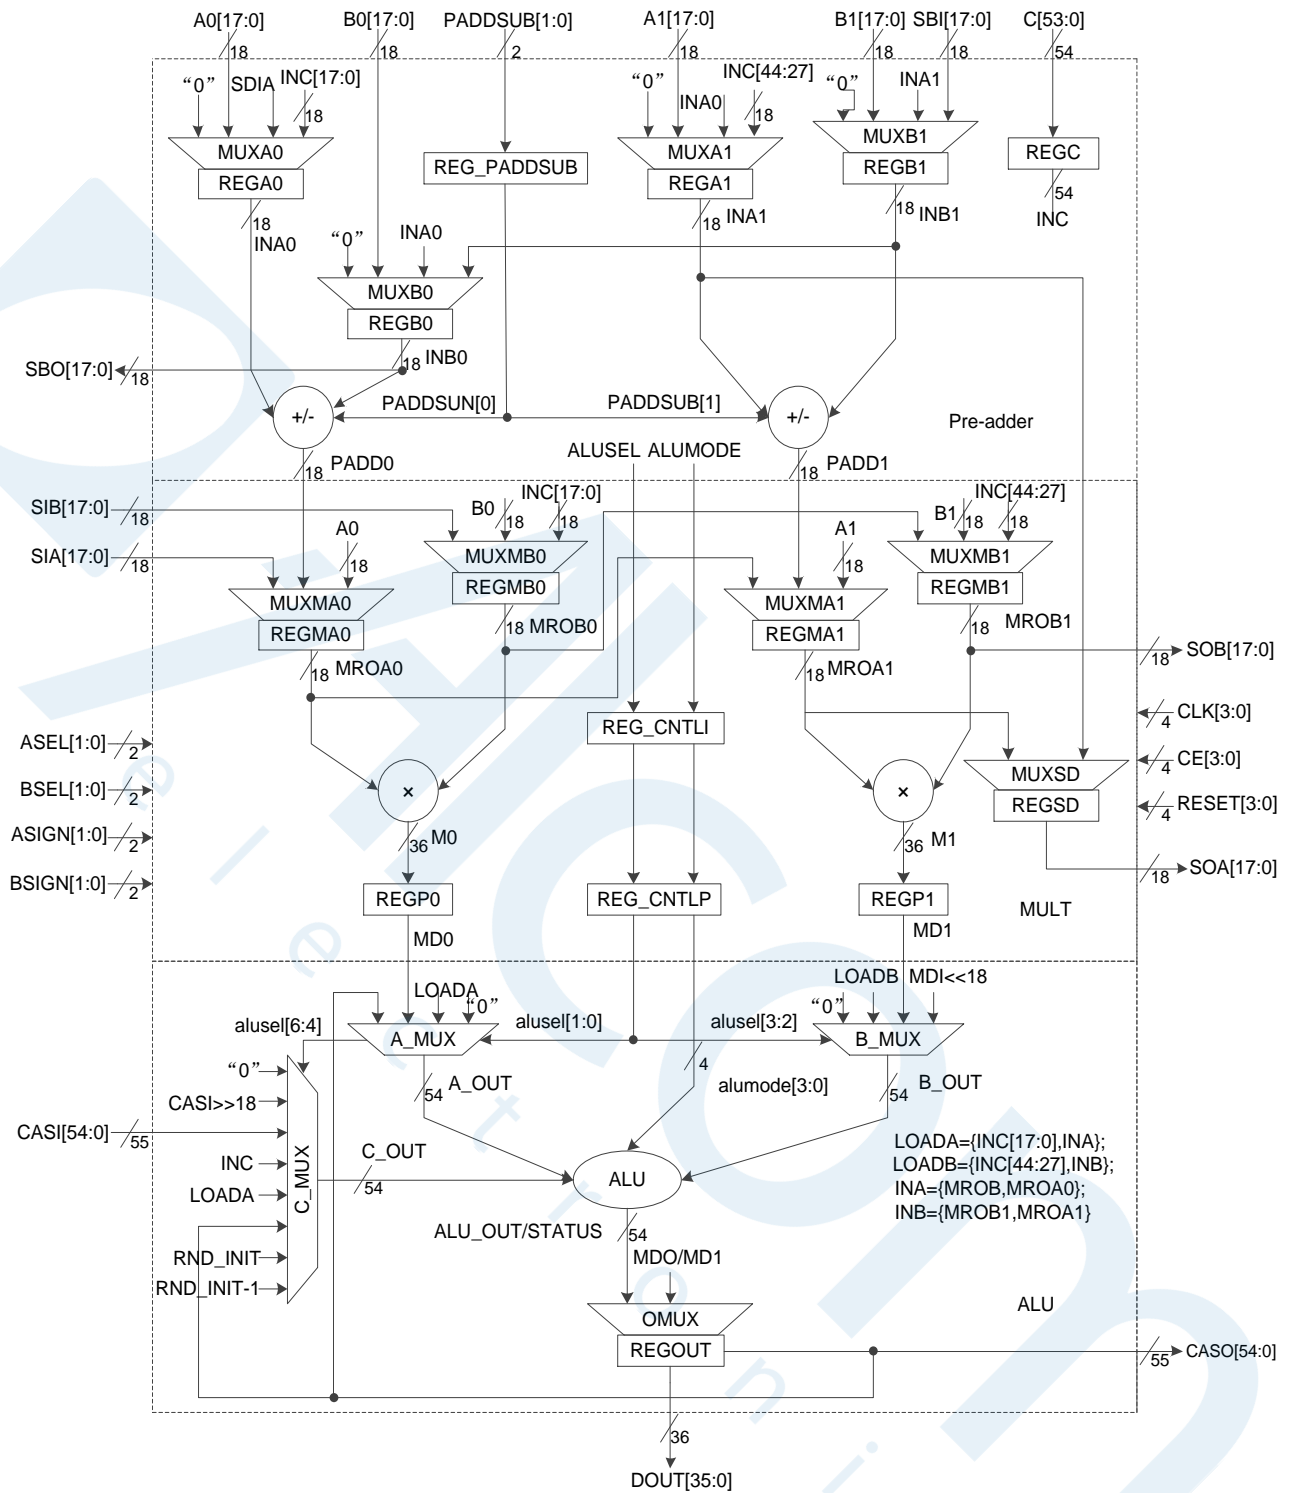 A0[17:0] B0[17:0] PADDSUB[1:0] A1[17:0] B1[17:0] SBI[17:0] C[53:0]
18 18 2 18 18 18 54
“0” SDIA INC[17:0] “0” INA0 INC[44:27] “0” INA1
18 18
MUXA0 MUXA1 MUXB1 REGC
REGA0 REG_PADDSUB REGA1 REGB1
18 18 18 54
INA0 INA1 INB1 INC
“0” INA0
MUXB0
REGB0
18 INB0
SBO[17:0] 18
PADDSUN[0] PADDSUB[1]
+/- +/-
Pre-adder
ALUSEL ALUMODE
18 PADD0 18 PADD1
SIB[17:0] 18 B0 18 INC[17:0] 18 B1 18 INC[44:27] 18
SIA[17:0] 18 A0 18 A1 18
MUXMB0 MUXMB1
REGMB0 REGMB1
MUXMA0 MUXMA1
REGMA0 REGMA1
18 MROB0 18 MROB1
18 SOB[17:0]
18 MROA0 18 MROA1
REG_CNTLI
4 CLK[3:0]
ASEL[1:0] 2
4 CE[3:0]
MUXSD
BSEL[1:0] 2
× ×
REGSD
4 RESET[3:0]
ASIGN[1:0] 2
36 M0 36 M1
18 SOA[17:0]
BSIGN[1:0] 2
REGP0 REG_CNTLP REGP1
MULT
MD0 MD1
LOADA “0” “0” LOADB MDI<<18
alusel[6:4] A_MUX alusel[1:0] alusel[3:2] B_MUX
4
“0”
54 A_OUT alumode[3:0] 54 B_OUT
CASI>>18
CASI[54:0] 55
LOADA={INC[17:0],INA};
LOADB={INC[44:27],INB};
INA={MROB,MROA0};
INB={MROB1,MROA1}
INC
C_MUX
C_OUT
54
ALU
LOADA
ALU_OUT/STATUS 54
RND_INIT
MDO/MD1
RND_INIT-1
OMUX
ALU
REGOUT
55 CASO[54:0]
36
DOUT[35:0]
GAICom
electroni